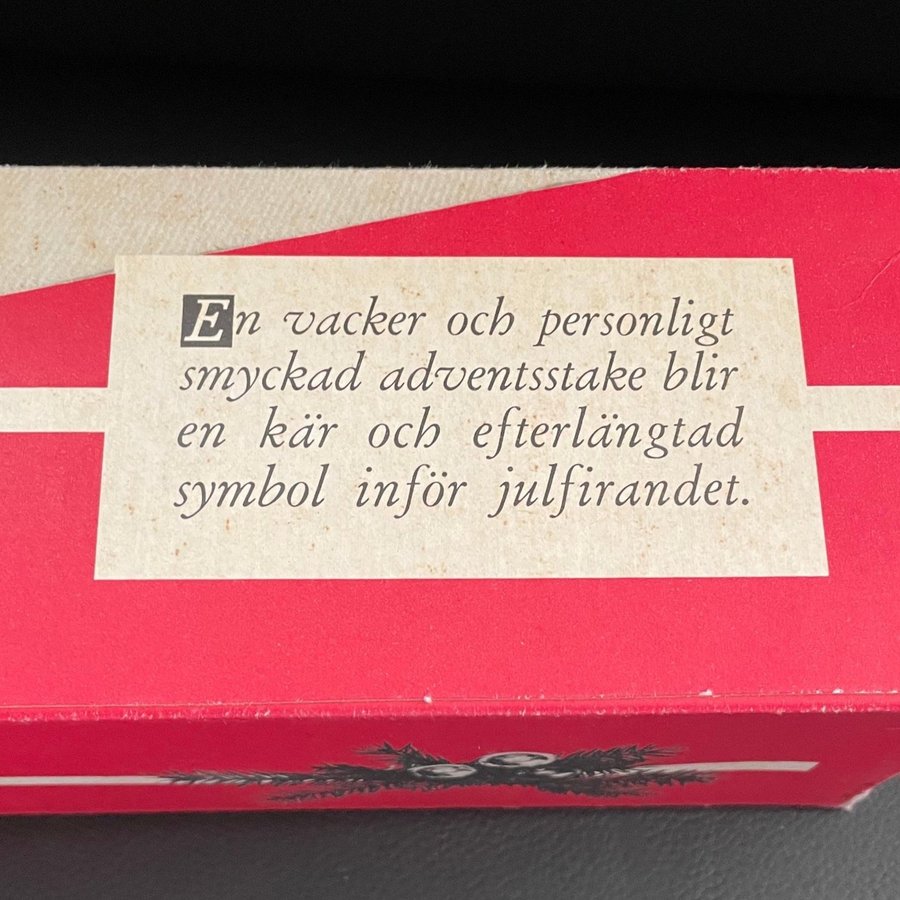 En vacker och personligt
smyckad adventsstake blir
en kär och efterlängtad
symbol inför julfirandet.